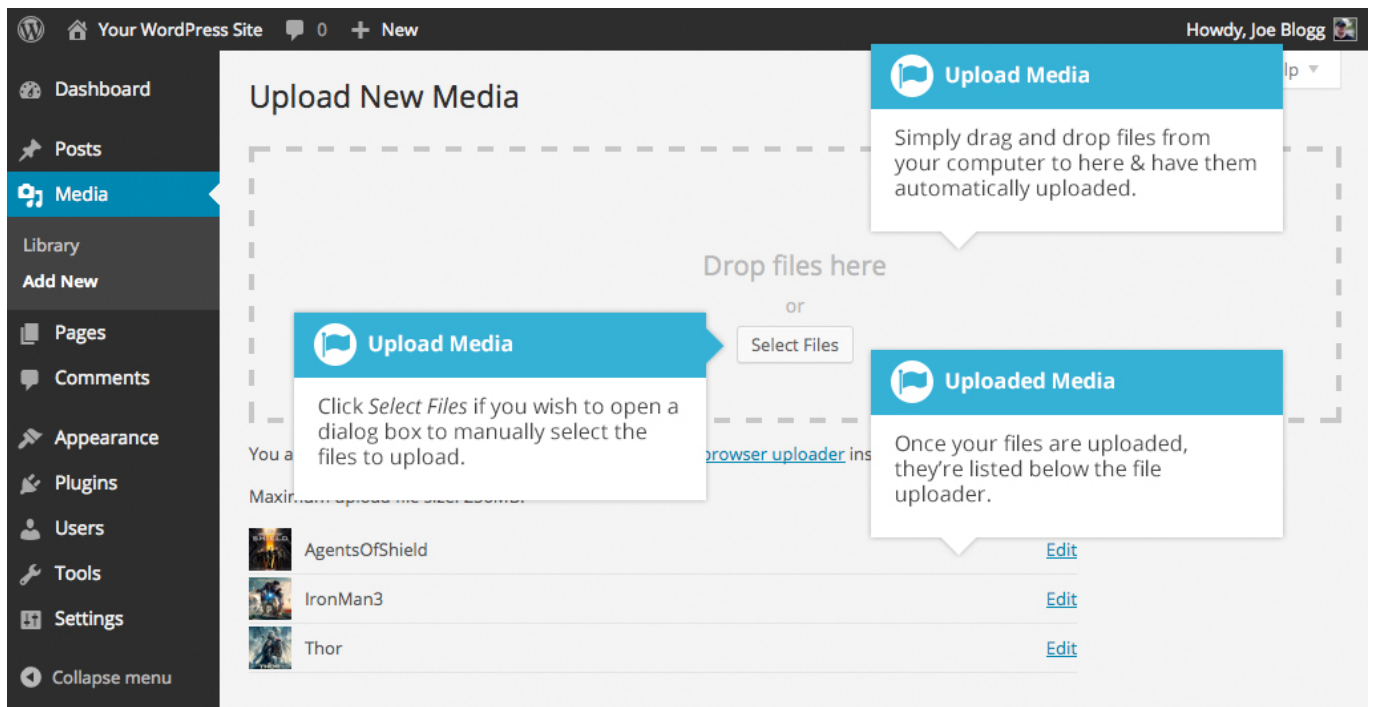 Your WordPress Site 0 + New Howdy, Joe Blogg
Dashboard
Posts
Media
Library
Add New
Pages
Comments
Appearance
Plugins
Users
Tools
Settings
Collapse menu
Upload New Media
Upload Media
Simply drag and drop files from
your computer to here & have them
automatically uploaded.
Drop files here
or
Select Files
Upload Media
Click Select Files if you wish to open a
dialog box to manually select the
files to upload.
Uploaded Media
Once your files are uploaded,
they're listed below the file
uploader.
You browser uploader
AgentsOfShield Edit
IronMan3 Edit
Thor Edit